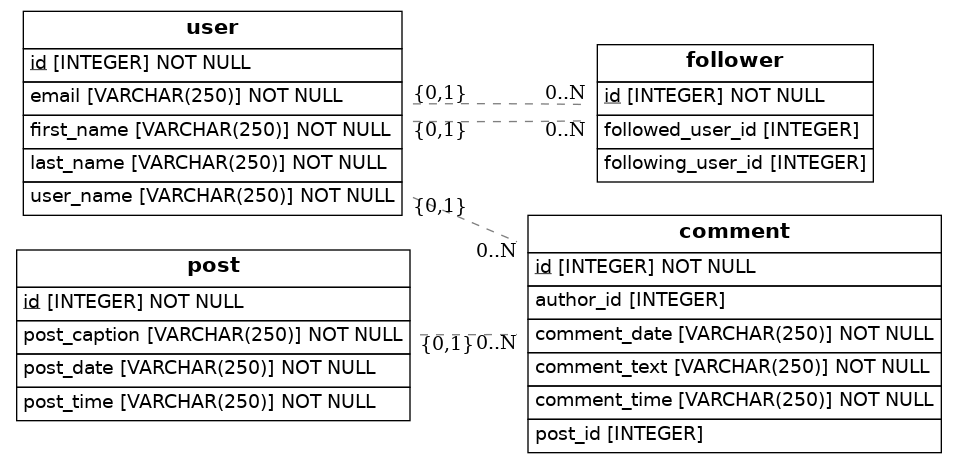 user
id [INTEGER] NOT NULL
email [VARCHAR(250)] NOT NULL
first_name [VARCHAR(250)] NOT NULL
last_name [VARCHAR(250)] NOT NULL
user_name [VARCHAR(250)] NOT NULL
{0,1}
0..N
{0,1}
0..N
follower
id [INTEGER] NOT NULL
followed_user_id [INTEGER]
following_user_id [INTEGER]
{0,1}
0..N
post
id [INTEGER] NOT NULL
post_caption [VARCHAR(250)] NOT NULL
post_date [VARCHAR(250)] NOT NULL
post_time [VARCHAR(250)] NOT NULL
{0,1}
0..N
comment
id [INTEGER] NOT NULL
author_id [INTEGER]
comment_date [VARCHAR(250)] NOT NULL
comment_text [VARCHAR(250)] NOT NULL
comment_time [VARCHAR(250)] NOT NULL
post_id [INTEGER]